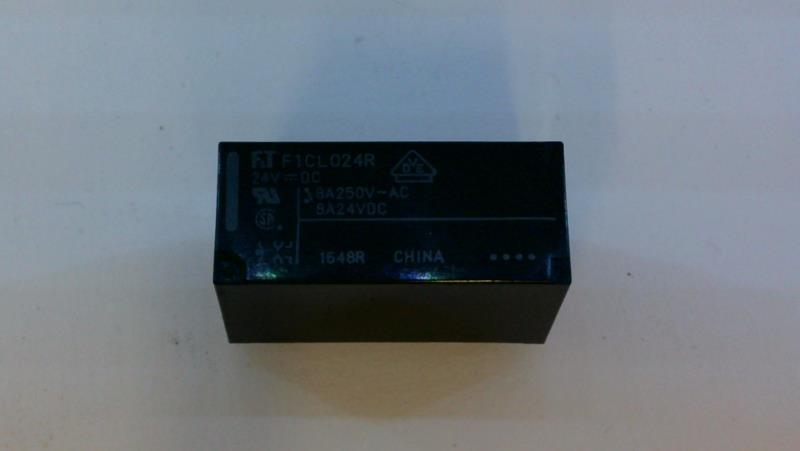 F&T F1CL024R
24V⎓DC
8A250V~AC
8A24VDC
1648R CHINA